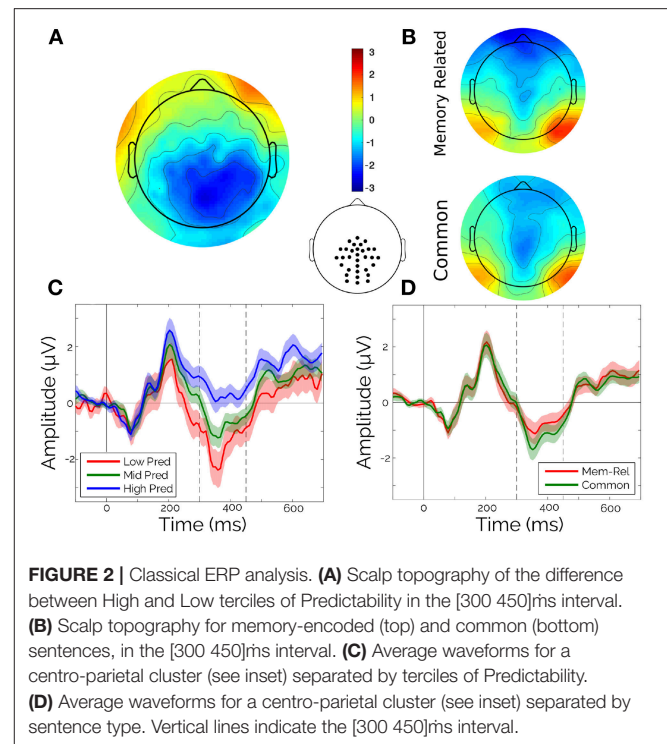 A
3
2
1
0
-1
-2
-3
B
Memory Related
Common
C
Amplitude (µV)
2
0
-2
Low Pred
Mid Pred
High Pred
0
200
400
600
Time (ms)
D
Amplitude (µV)
2
0
-2
Mem-Rel
Common
0
200
400
600
Time (ms)
FIGURE 2 | Classical ERP analysis. (A) Scalp topography of the difference
between High and Low terciles of Predictability in the [300 450]ṁs interval.
(B) Scalp topography for memory-encoded (top) and common (bottom)
sentences, in the [300 450]ṁs interval. (C) Average waveforms for a
centro-parietal cluster (see inset) separated by terciles of Predictability.
(D) Average waveforms for a centro-parietal cluster (see inset) separated by
sentence type. Vertical lines indicate the [300 450]ṁs interval.